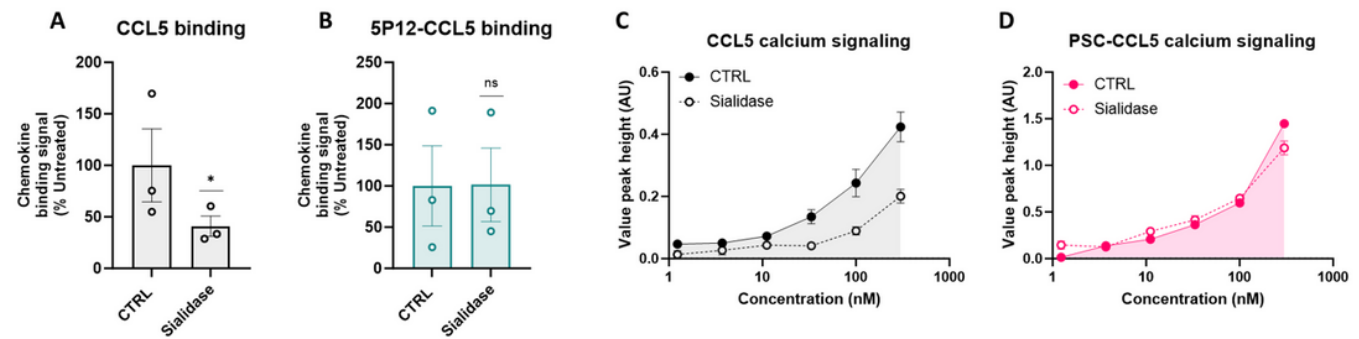 A
CCL5 binding
Chemokine
binding signal
(% Untreated)
200
150
100
50
0
*
CTRL
Sialidase
B
5P12-CCL5 binding
Chemokine
binding signal
(% Untreated)
250
200
150
100
50
0
ns
CTRL
Sialidase
C
CCL5 calcium signaling
Value peak height (AU)
0.6
0.4
0.2
0.0
CTRL
Sialidase
1
10
100
1000
Concentration (nM)
D
PSC-CCL5 calcium signaling
Value peak height (AU)
2.0
1.5
1.0
0.5
0.0
CTRL
Sialidase
1
10
100
1000
Concentration (nM)